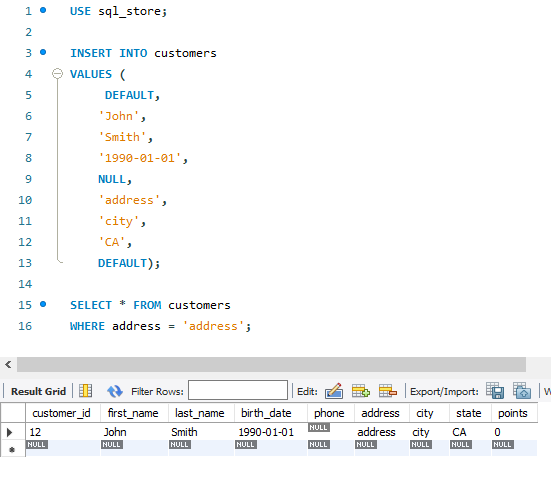 1 USE sql_store;
2
3 INSERT INTO customers
4 VALUES (
5 DEFAULT,
6 'John',
7 'Smith',
8 '1990-01-01',
9 NULL,
10 'address',
11 'city',
12 'CA',
13 DEFAULT);
14
15 SELECT * FROM customers
16 WHERE address = 'address';
Result Grid Filter Rows: Edit: Export/Import: W
customer_id first_name last_name birth_date phone address city state points
12 John Smith 1990-01-01 NULL address city CA 0
NULL NULL NULL NULL NULL NULL NULL NULL NULL